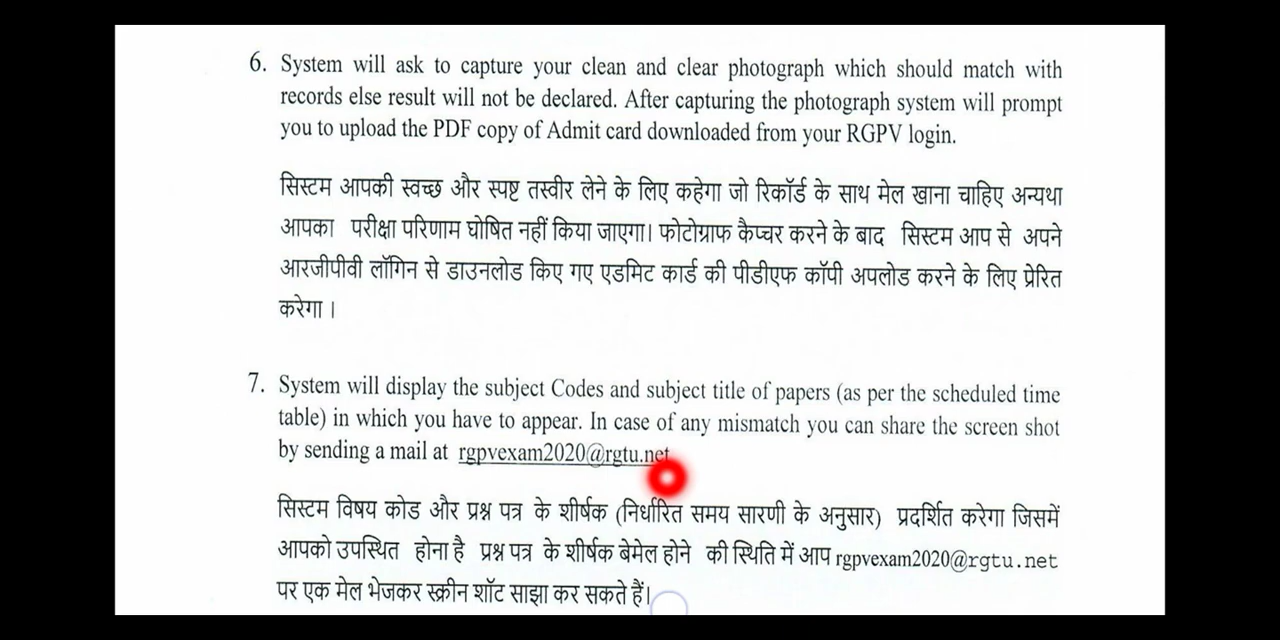 6. System will ask to capture your clean and clear photograph which should match with
records else result will not be declared. After capturing the photograph system will prompt
you to upload the PDF copy of Admit card downloaded from your RGPV login.
सिस्टम आपकी स्वच्छ और स्पष्ट तस्वीर लेने के लिए कहेगा जो रिकॉर्ड के साथ मेल खाना चाहिए अन्यथा
आपका परीक्षा परिणाम घोषित नहीं किया जाएगा। फोटोग्राफ कैप्चर करने के बाद सिस्टम आप से अपने
आरजीपीवी लॉगिन से डाउनलोड किए गए एडमिट कार्ड की पीडीएफ कॉपी अपलोड करने के लिए प्रेरित
करेगा ।
7. System will display the subject Codes and subject title of papers (as per the scheduled time
table) in which you have to appear. In case of any mismatch you can share the screen shot
by sending a mail at rgpvexam2020@rgtu.net
सिस्टम विषय कोड और प्रश्न पत्र के शीर्षक (निर्धारित समय सारणी के अनुसार) प्रदर्शित करेगा जिसमें
आपको उपस्थित होना है प्रश्न पत्र के शीर्षक बेमेल होने की स्थिति में आप rgpvexam2020@rgtu.net
पर एक मेल भेजकर स्क्रीन शॉट साझा कर सकते हैं।